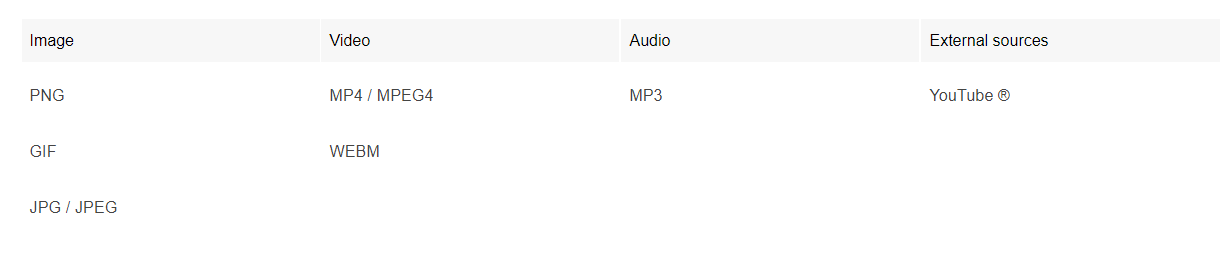 Image Video Audio External sources
PNG MP4 / MPEG4 MP3 YouTube ®
GIF WEBM
JPG / JPEG